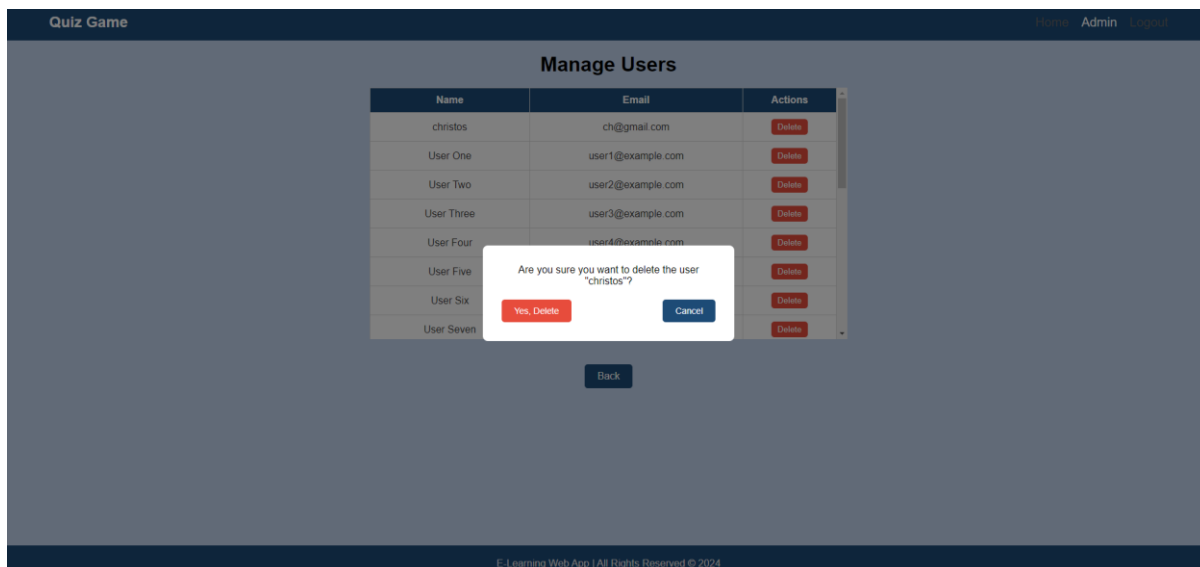 Quiz Game
Home Admin Logout
Manage Users
Name Email Actions
christos ch@gmail.com Delete
User One user1@example.com Delete
User Two user2@example.com Delete
User Three user3@example.com Delete
User Four user4@example.com Delete
User Five Delete
User Six Delete
User Seven Delete
Are you sure you want to delete the user
"christos"?
Yes, Delete Cancel
Back
E-Learning Web App | All Rights Reserved © 2024